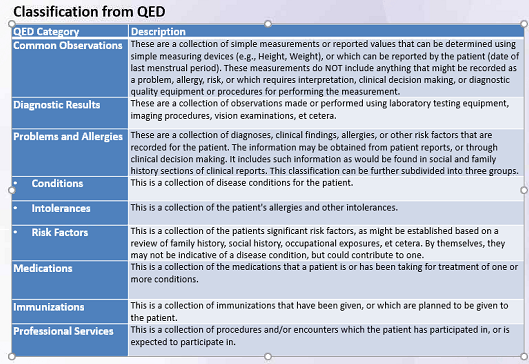 Classification from QED
QED Category Description
Common Observations These are a collection of simple measurements or reported values that can be determined using
simple measuring devices (e.g., Height, Weight), or which can be reported by the patient (date of
last menstrual period). These measurements do NOT include anything that might be recorded as
a problem, allergy, risk, or which requires interpretation, clinical decision making, or diagnostic
quality equipment or procedures for performing the measurement.
Diagnostic Results These are a collection of observations made or performed using laboratory testing equipment,
imaging procedures, vision examinations, et cetera.
Problems and Allergies These are a collection of diagnoses, clinical findings, allergies, or other risk factors that are
recorded for the patient. The information may be obtained from patient reports, or through
clinical decision making. It includes such information as would be found in social and family
history sections of clinical reports. This classification can be further subdivided into three groups.
• Conditions This is a collection of disease conditions for the patient.
• Intolerances This is a collection of the patient's allergies and other intolerances.
• Risk Factors This is a collection of the patients significant risk factors, as might be established based on a
review of family history, social history, occupational exposures, et cetera. By themselves, they
may not be indicative of a disease condition, but could contribute to one.
Medications This is a collection of the medications that a patient is or has been taking for treatment of one or
more conditions.
Immunizations This is a collection of immunizations that have been given, or which are planned to be given to
the patient.
Professional Services This is a collection of procedures and/or encounters which the patient has participated in, or is
expected to participate in.